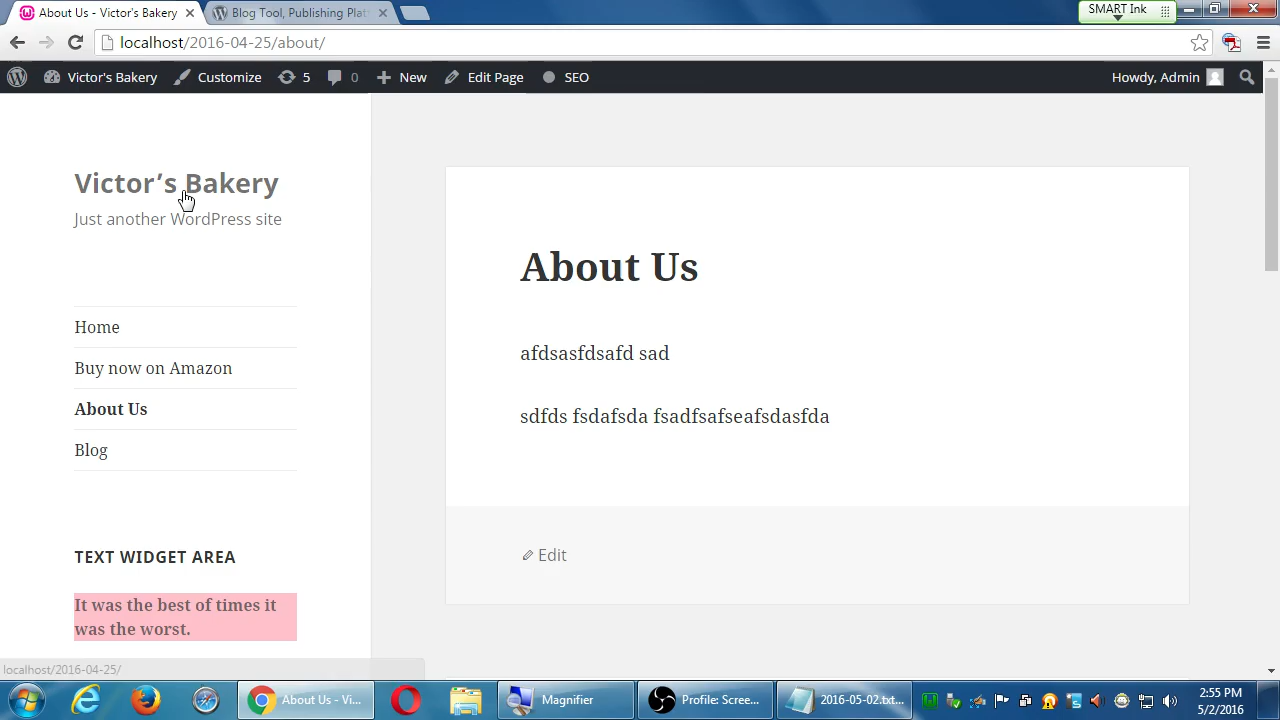 About Us - Victor's Bakery
Blog Tool, Publishing Plat
SMART Ink
localhost/2016-04-25/about/
Victor's Bakery
Customize
5
0
New
Edit Page
SEO
Howdy, Admin
Victor's Bakery
Just another WordPress site
Home
Buy now on Amazon
About Us
Blog
TEXT WIDGET AREA
It was the best of times it
was the worst.
About Us
afdsasfdsafd sad
sdfds fsdafsda fsadfsafseafsdasfda
Edit
localhost/2016-04-25/
About Us - Vi...
Magnifier
Profile: Scree...
2016-05-02.txt...
2:55 PM
5/2/2016